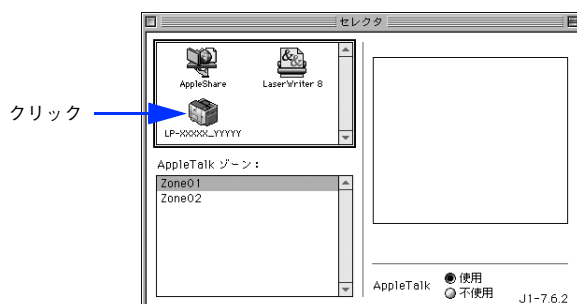 セレクタ
AppleShare
LaserWriter 8
クリック
LP-XXXXX_YYYYY
AppleTalk ゾーン：
Zone01
Zone02
AppleTalk
使用
不使用
J1-7.6.2